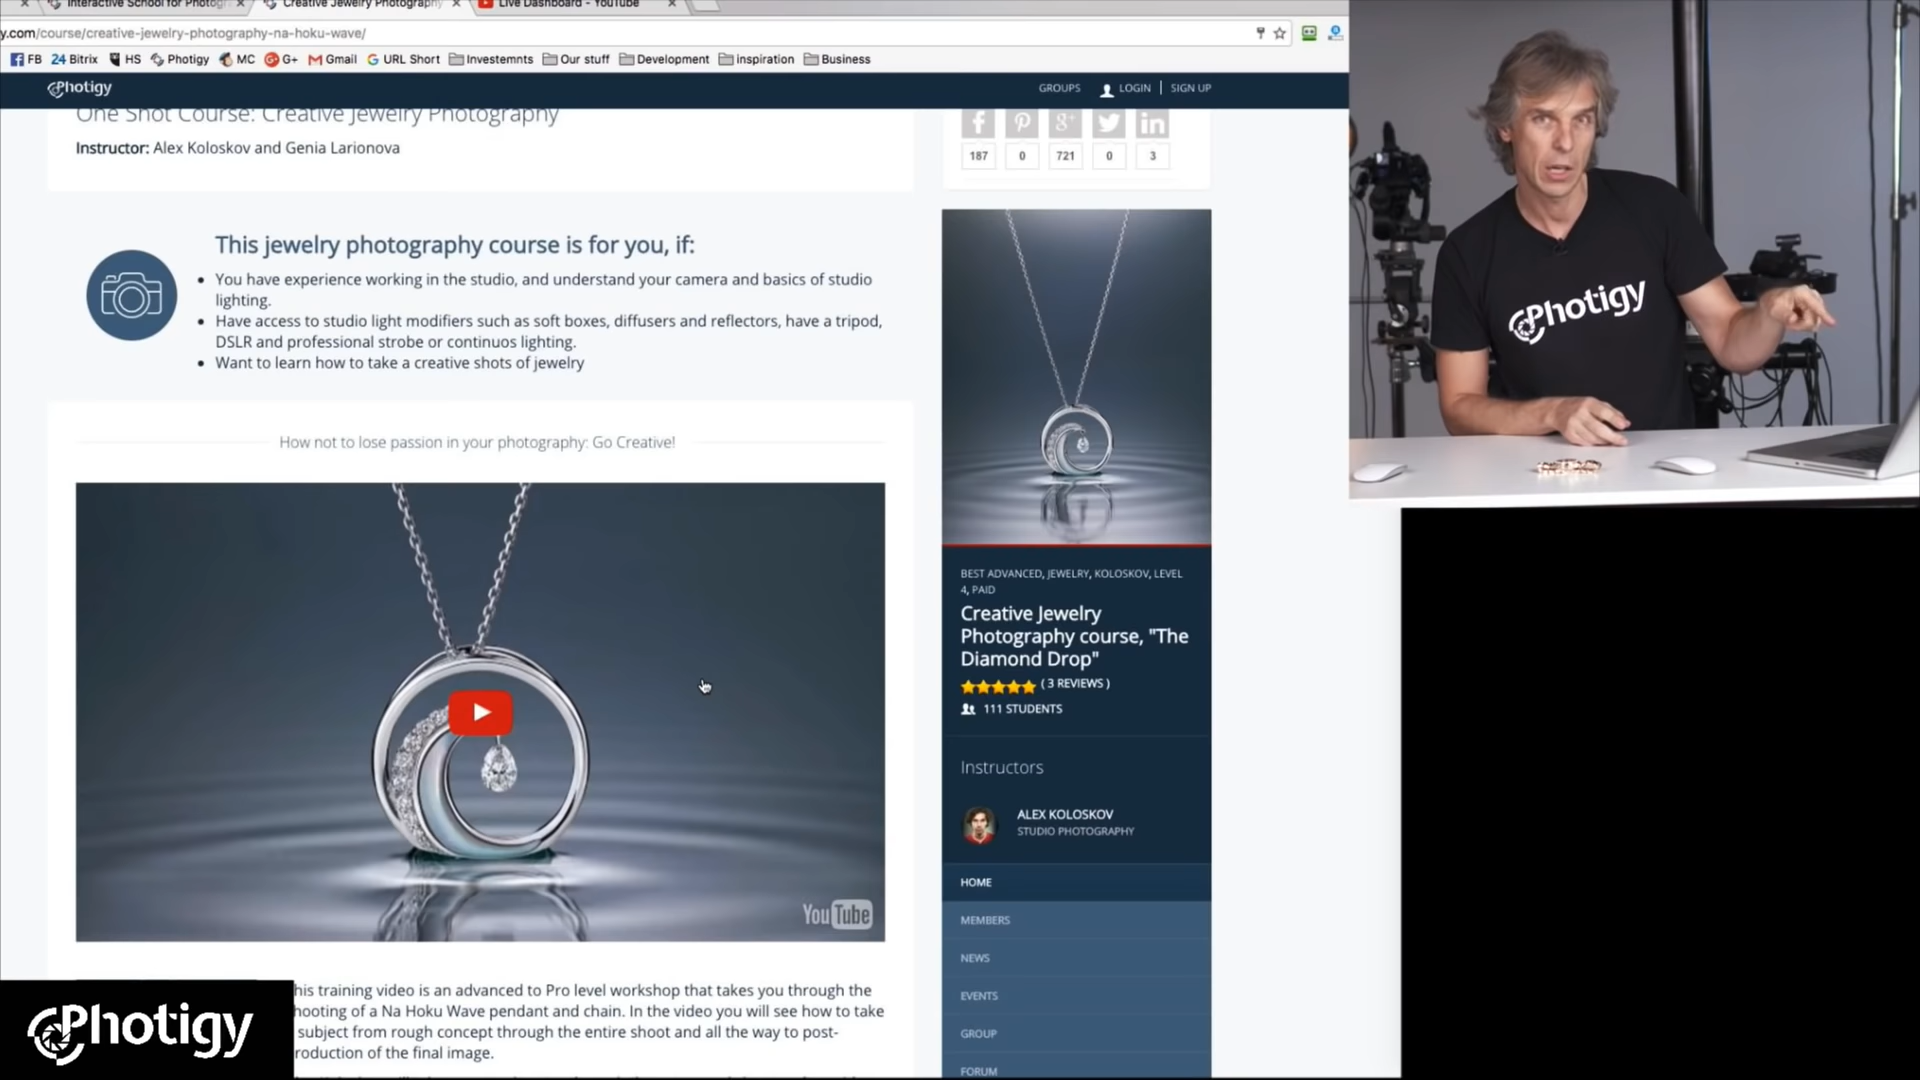 Interactive School for Photogr
Creative Jewelry Photography
Live Dashboard - YouTube
y.com/course/creative-jewelry-photography-na-hoku-wave/
FB
24 Bitrix
HS
Photigy
MC
G+
Gmail
URL Short
Investemnts
Our stuff
Development
inspiration
Business
Photigy
GROUPS
LOGIN
SIGN UP
One Shot Course: Creative Jewelry Photography
Instructor: Alex Koloskov and Genia Larionova
187
0
721
0
3
This jewelry photography course is for you, if:
You have experience working in the studio, and understand your camera and basics of studio
lighting.
Have access to studio light modifiers such as soft boxes, diffusers and reflectors, have a tripod,
DSLR and professional strobe or continuos lighting.
Want to learn how to take a creative shots of jewelry
How not to lose passion in your photography: Go Creative!
YouTube
his training video is an advanced to Pro level workshop that takes you through the
hooting of a Na Hoku Wave pendant and chain. In the video you will see how to take
subject from rough concept through the entire shoot and all the way to post-
roduction of the final image.
BEST ADVANCED, JEWELRY, KOLOSKOV, LEVEL
4, PAID
Creative Jewelry
Photography course, "The
Diamond Drop"
( 3 REVIEWS )
111 STUDENTS
Instructors
ALEX KOLOSKOV
STUDIO PHOTOGRAPHY
HOME
MEMBERS
NEWS
EVENTS
GROUP
FORUM
Photigy
Photigy